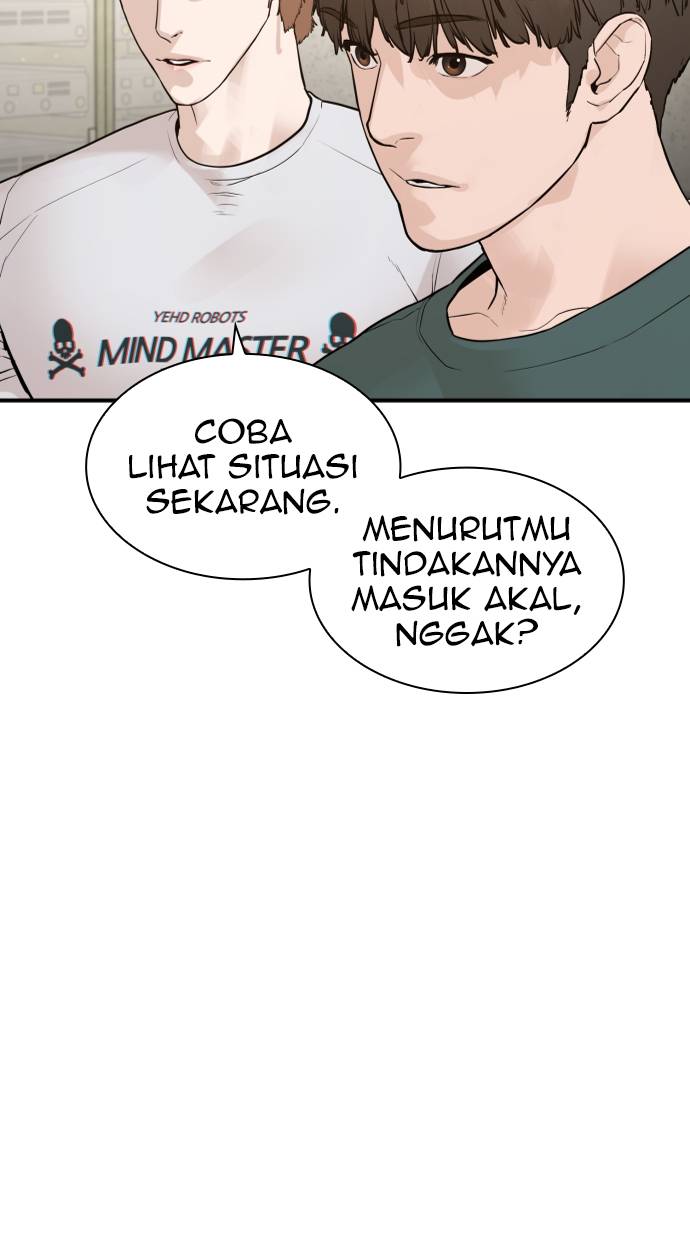 YEHD ROBOTS
MIND MASTER
COBA
LIHAT SITUASI
SEKARANG.
MENURUTMU
TINDAKANNYA
MASUK AKAL,
NGGAK?